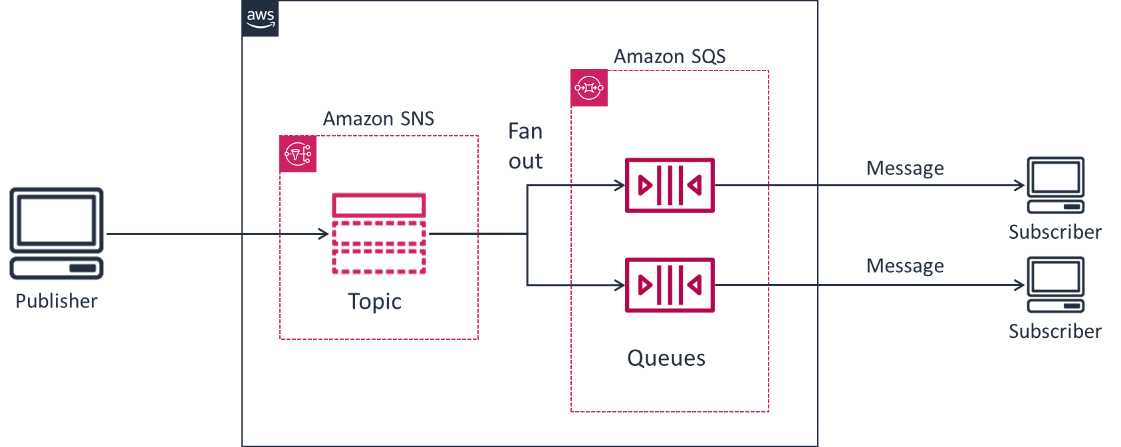 aws
Amazon SQS
Amazon SNS
Fan
out
Message
Subscriber
Publisher
Topic
Message
Subscriber
Queues